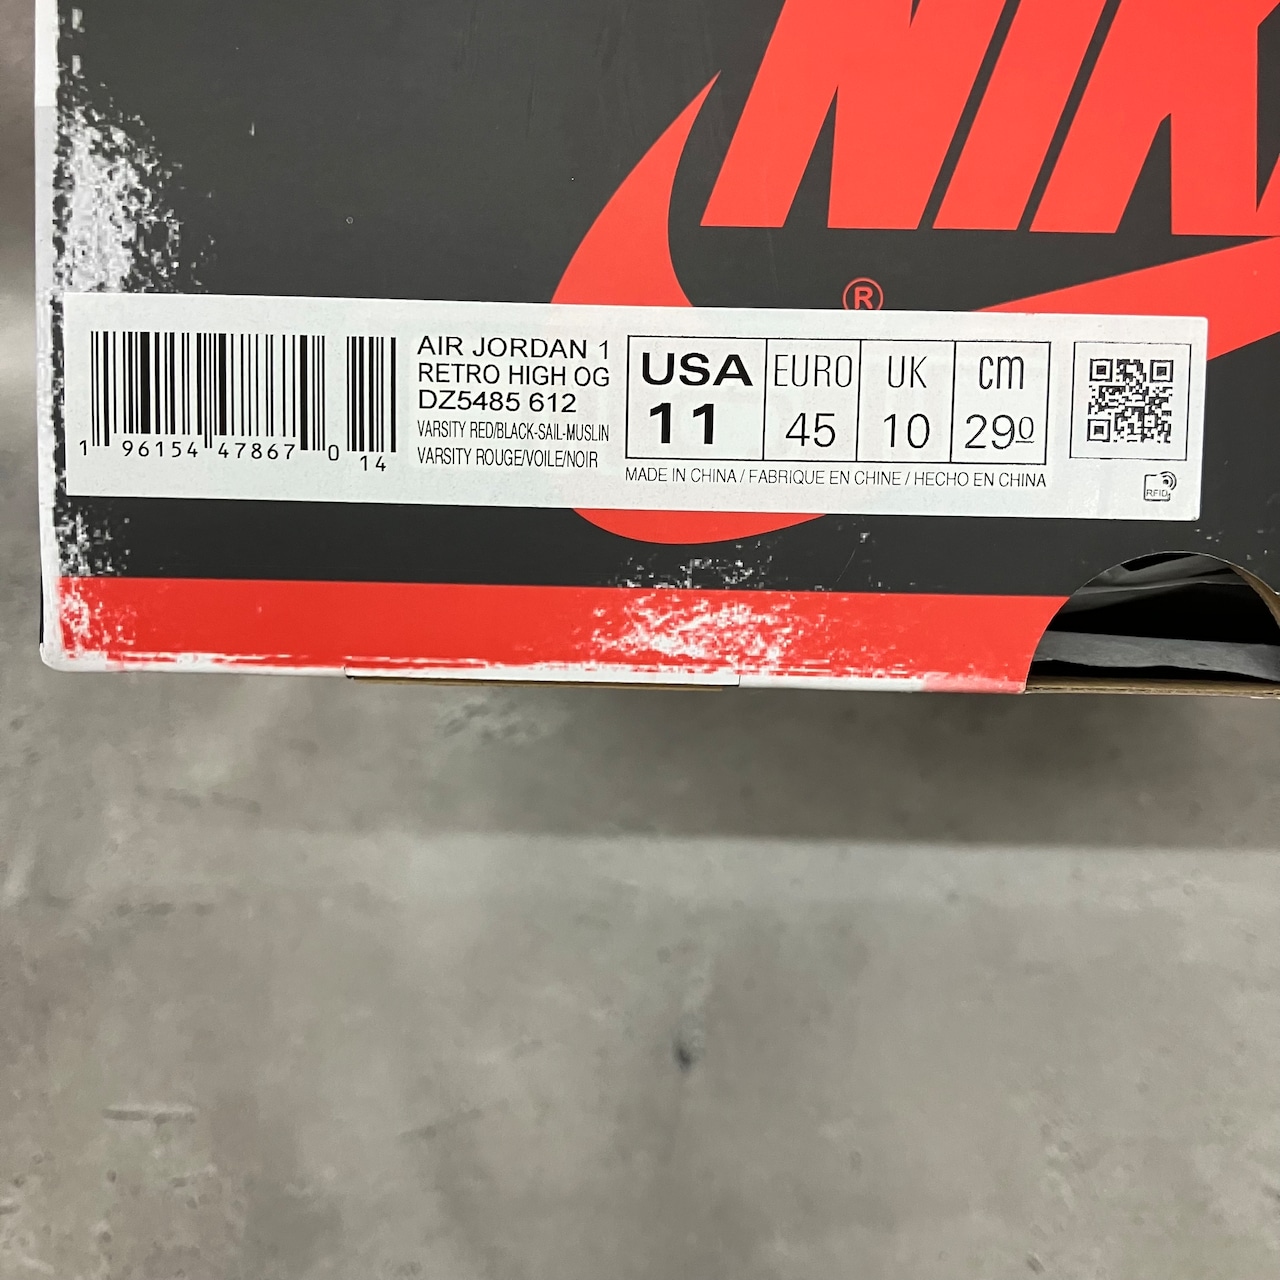 NIK
®
AIR JORDAN 1
RETRO HIGH OG
DZ5485 612
VARSITY RED/BLACK-SAIL-MUSLIN
VARSITY ROUGE/VOILE/NOIR
1 96154 47867 0 14
USA EURO UK cm
11 45 10 290
MADE IN CHINA / FABRIQUE EN CHINE / HECHO EN CHINA
RFID